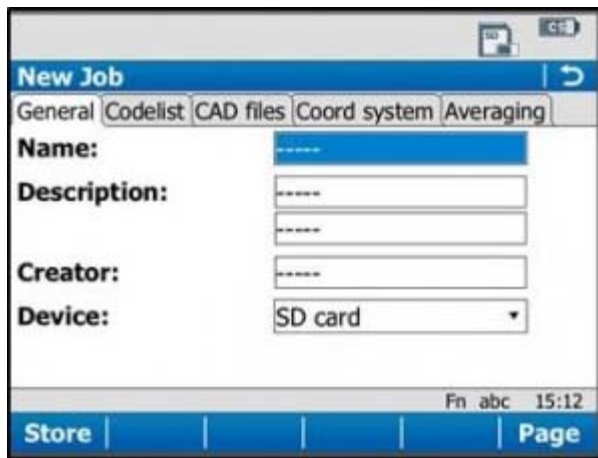 New Job
General Codelist CAD files Coord system Averaging
Name: -----
Description: -----
-----
Creator: -----
Device: SD card
Fn abc 15:12
Store Page